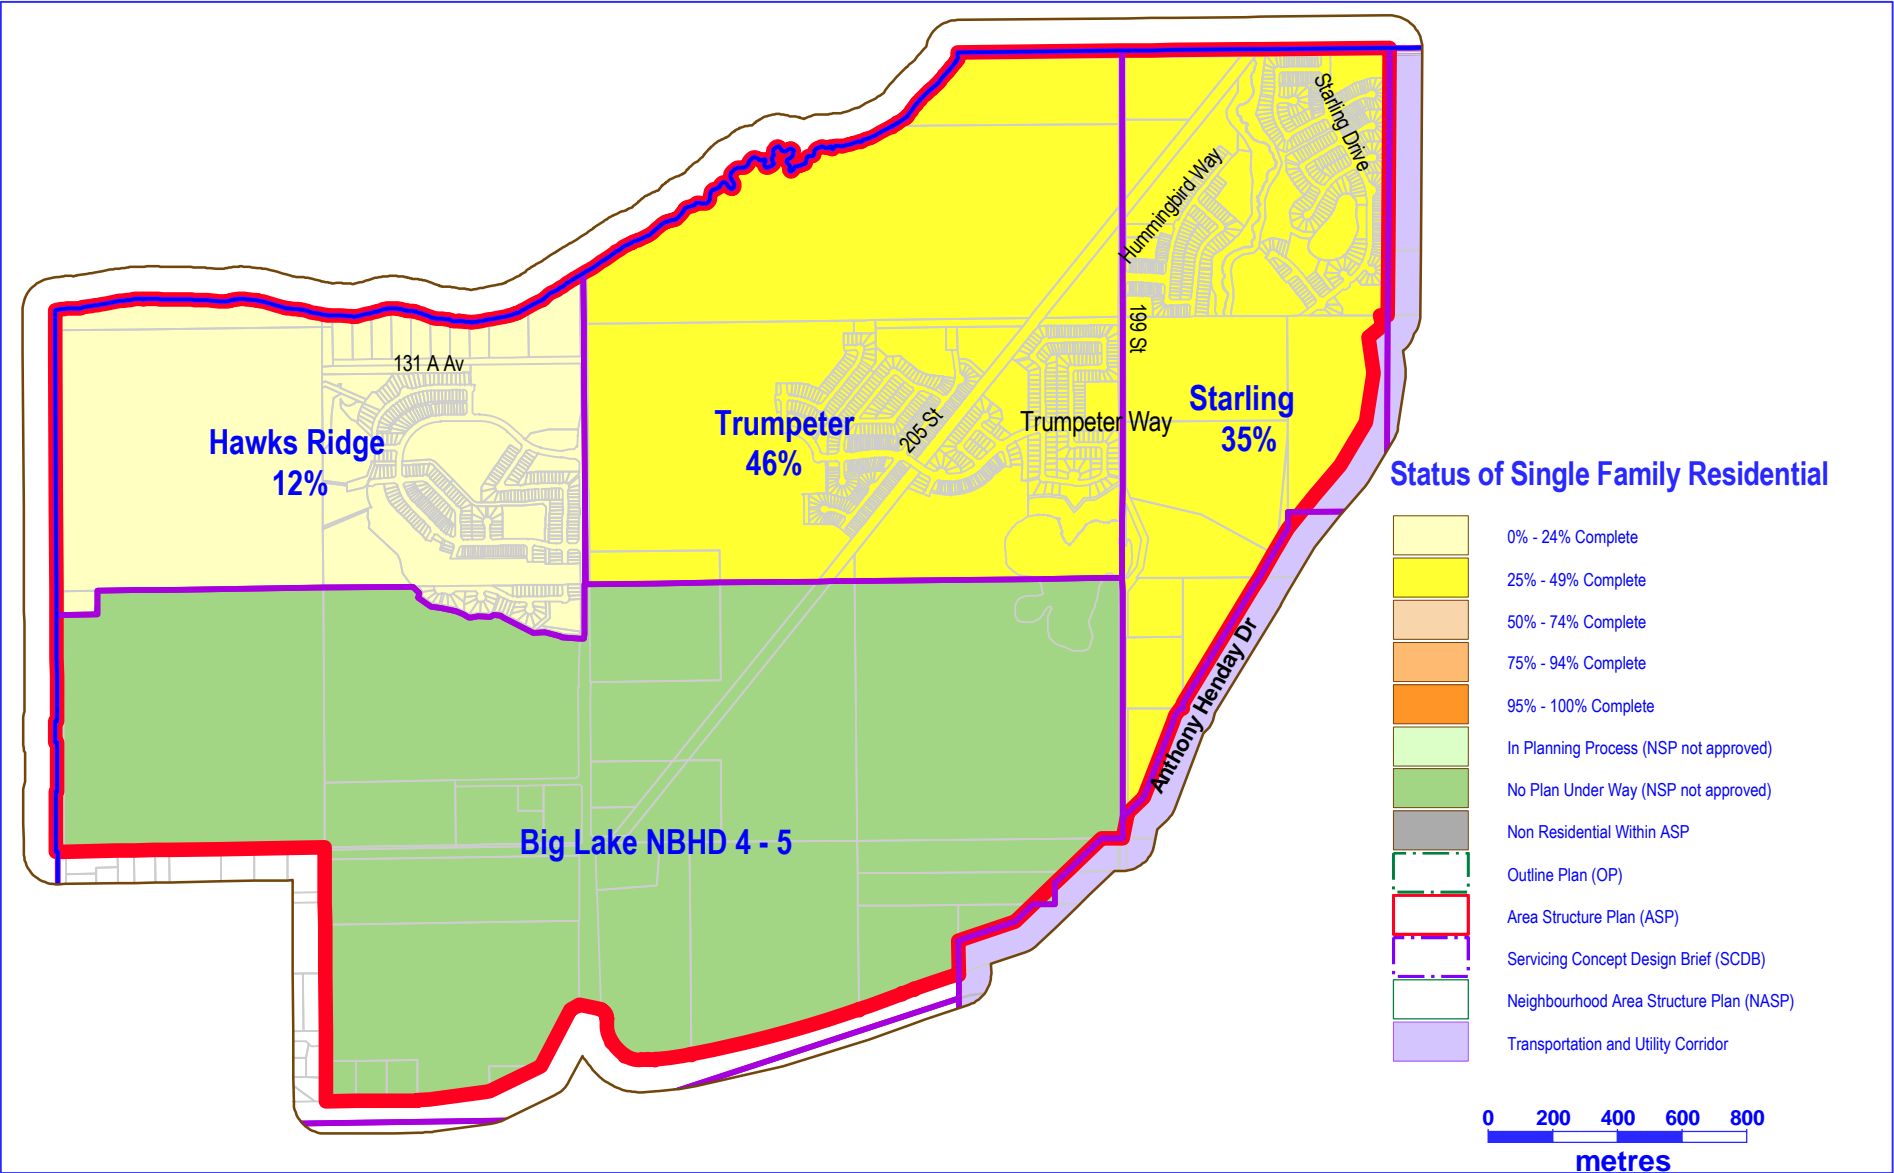 Starling Drive
Hummingbird Way
199 St
131 A Av
Hawks Ridge
12%
Trumpeter
46%
205 St
Trumpeter Way
Starling
35%
Anthony Henday Dr
Big Lake NBHD 4 - 5
Status of Single Family Residential
0% - 24% Complete
25% - 49% Complete
50% - 74% Complete
75% - 94% Complete
95% - 100% Complete
In Planning Process (NSP not approved)
No Plan Under Way (NSP not approved)
Non Residential Within ASP
Outline Plan (OP)
Area Structure Plan (ASP)
Servicing Concept Design Brief (SCDB)
Neighbourhood Area Structure Plan (NASP)
Transportation and Utility Corridor
0 200 400 600 800
metres